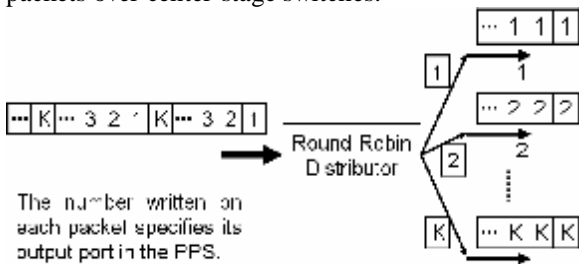 packets over center stage switches.
··· 1 1 1
1
1
··· 2 2 2
··· K ··· 3 2 1 K ··· 3 2 1
2
Round Robin
Distributor
2
The number written on
each packet specifies its
output port in the PPS.
K
··· K K K